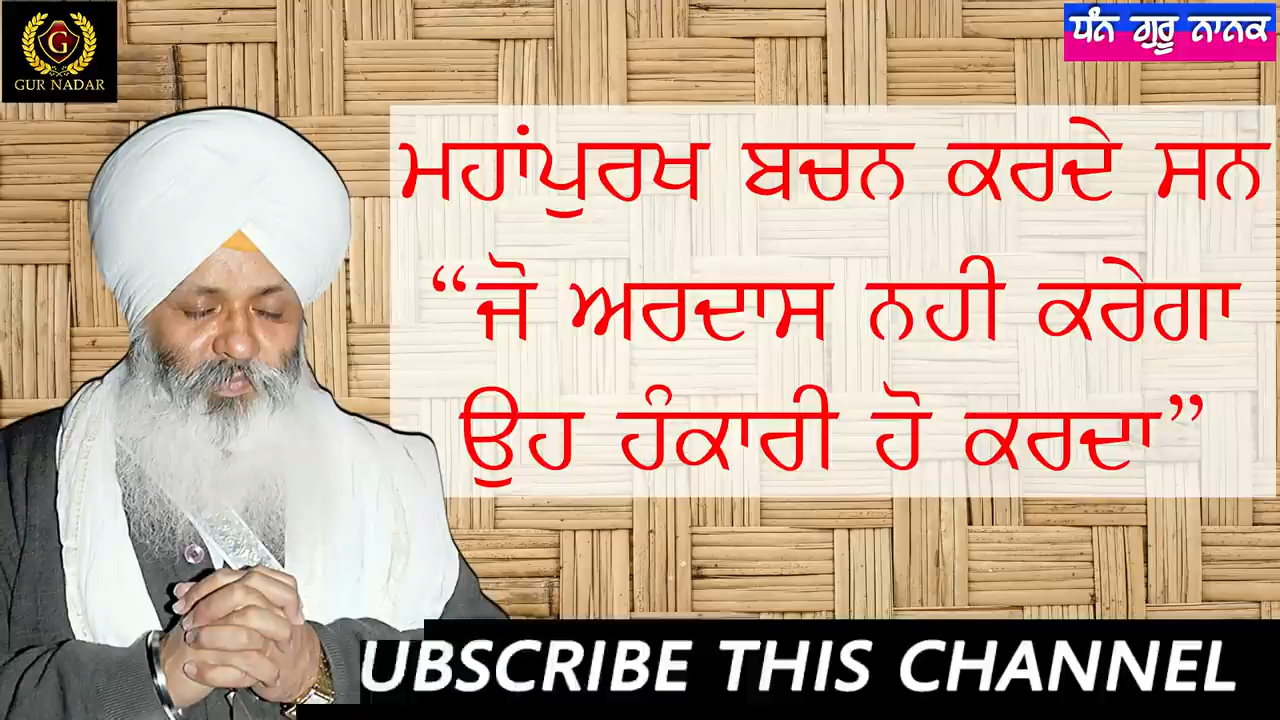 G
GUR NADAR
ਧੰਨ ਗੁਰੂ ਨਾਨਕ
ਮਹਾਂਪੁਰਖ ਬਚਨ ਕਰਦੇ ਸਨ
“ਜੋ ਅਰਦਾਸ ਨਹੀ ਕਰੇਗਾ
ਉਹ ਹੰਕਾਰੀ ਹੋ ਕਰਦਾ”
UBSCRIBE THIS CHANNEL